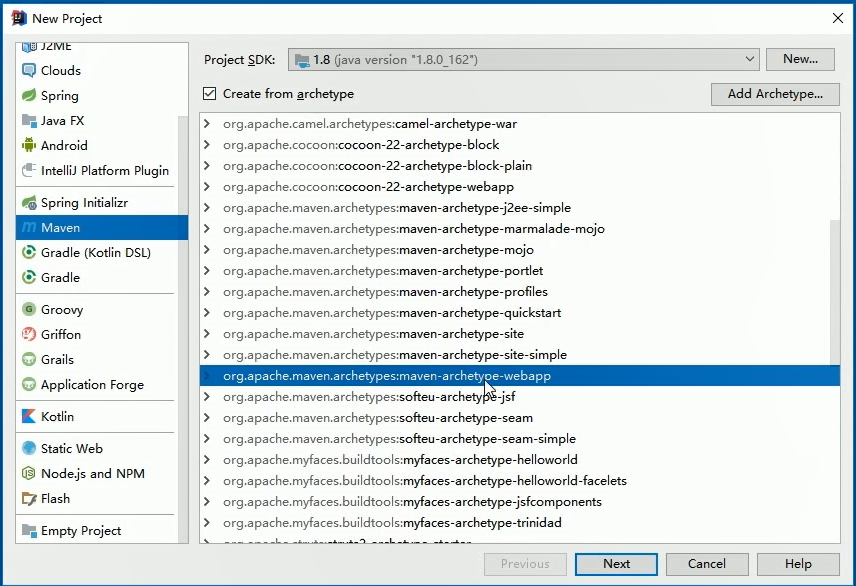 New Project
J2ME
Clouds
Spring
Java FX
Android
IntelliJ Platform Plugin
Spring Initializr
Maven
Gradle (Kotlin DSL)
Gradle
Groovy
Griffon
Grails
Application Forge
Kotlin
Static Web
Node.js and NPM
Flash
Empty Project
Project SDK:
1.8 (java version "1.8.0_162")
New...
Create from archetype
Add Archetype...
org.apache.camel.archetypes:camel-archetype-war
org.apache.cocoon:cocoon-22-archetype-block
org.apache.cocoon:cocoon-22-archetype-block-plain
org.apache.cocoon:cocoon-22-archetype-webapp
org.apache.maven.archetypes:maven-archetype-j2ee-simple
org.apache.maven.archetypes:maven-archetype-marmalade-mojo
org.apache.maven.archetypes:maven-archetype-mojo
org.apache.maven.archetypes:maven-archetype-portlet
org.apache.maven.archetypes:maven-archetype-profiles
org.apache.maven.archetypes:maven-archetype-quickstart
org.apache.maven.archetypes:maven-archetype-site
org.apache.maven.archetypes:maven-archetype-site-simple
org.apache.maven.archetypes:maven-archetype-webapp
org.apache.maven.archetypes:softeu-archetype-jsf
org.apache.maven.archetypes:softeu-archetype-seam
org.apache.maven.archetypes:softeu-archetype-seam-simple
org.apache.myfaces.buildtools:myfaces-archetype-helloworld
org.apache.myfaces.buildtools:myfaces-archetype-helloworld-facelets
org.apache.myfaces.buildtools:myfaces-archetype-jsfcomponents
org.apache.myfaces.buildtools:myfaces-archetype-trinidad
org.apache.struts:struts2-archetype-starter
Previous
Next
Cancel
Help